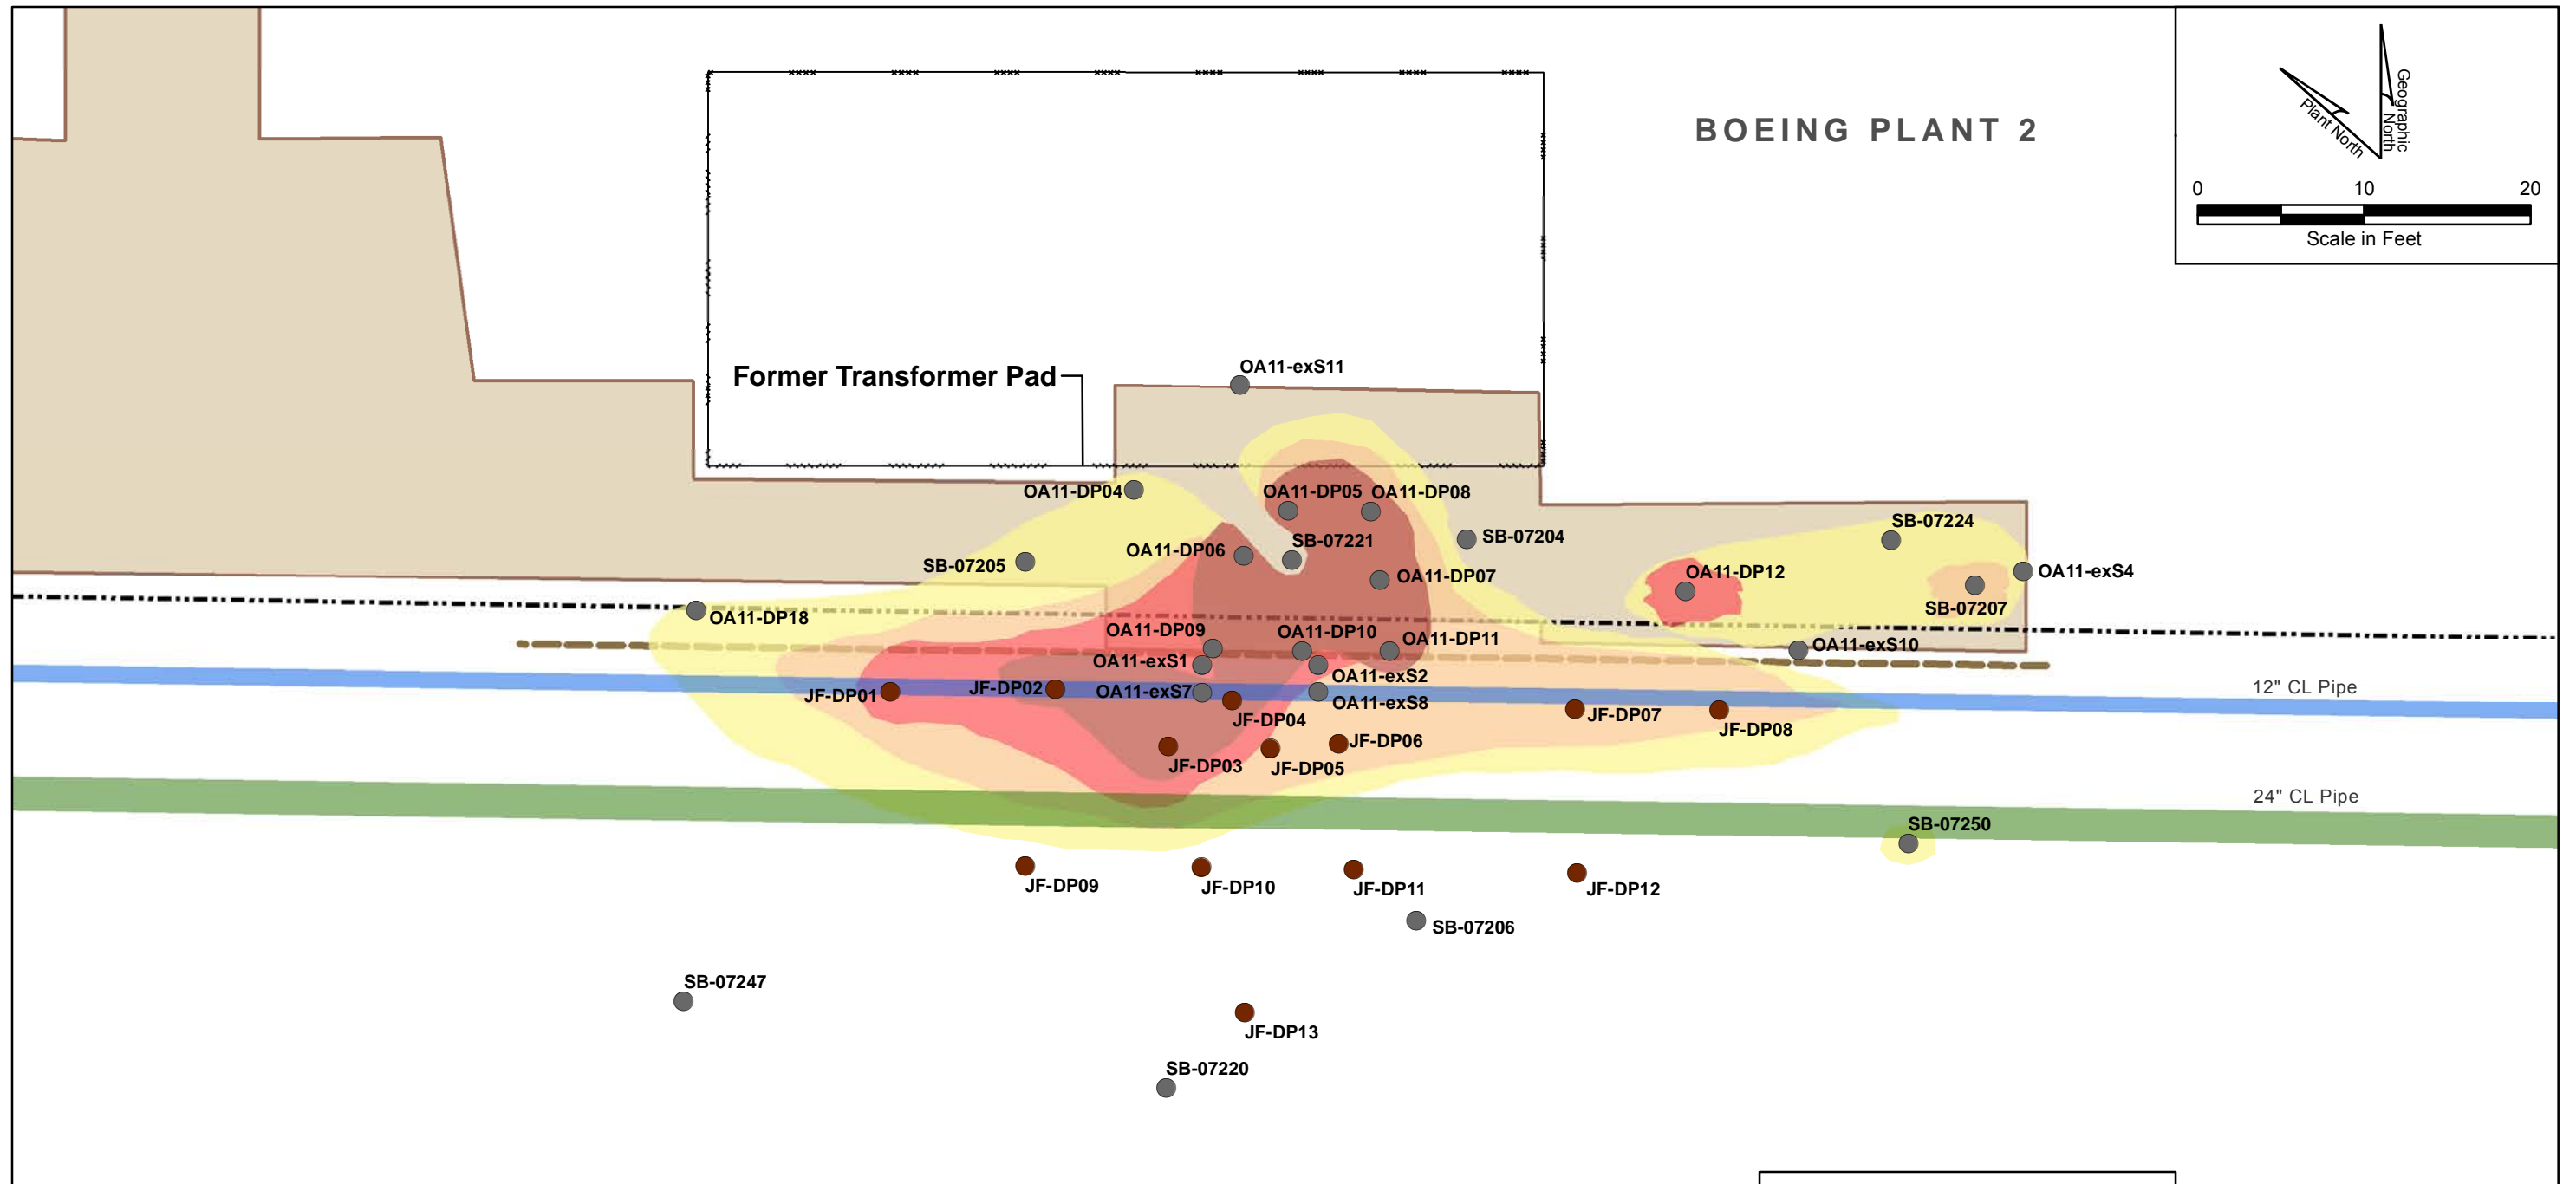 BOEING PLANT 2
Plant North
Geographic
North
0 10 20
Scale in Feet
Former Transformer Pad
OA11-exS11
OA11-DP04
OA11-DP05
OA11-DP08
SB-07205
OA11-DP06
SB-07221
SB-07204
OA11-DP07
OA11-DP12
SB-07224
OA11-exS4
SB-07207
OA11-DP18
OA11-DP09
OA11-DP10
OA11-DP11
OA11-exS10
OA11-exS1
OA11-exS2
JF-DP01
JF-DP02
OA11-exS7
OA11-exS8
12" CL Pipe
JF-DP04
JF-DP07
JF-DP08
JF-DP03
JF-DP05
JF-DP06
24" CL Pipe
SB-07250
JF-DP09
JF-DP10
JF-DP11
JF-DP12
SB-07206
SB-07247
JF-DP13
SB-07220